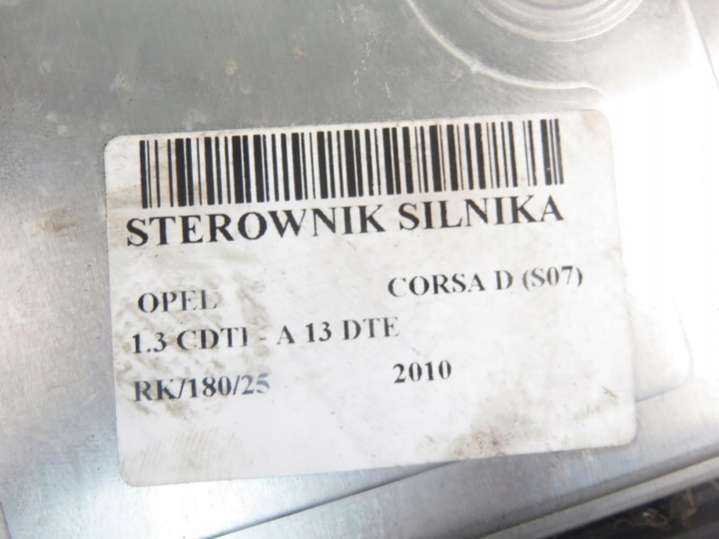 STEROWNIK SILNIKA
OPEL CORSA D (S07)
1.3 CDTI - A 13 DTE
RK/180/25 2010